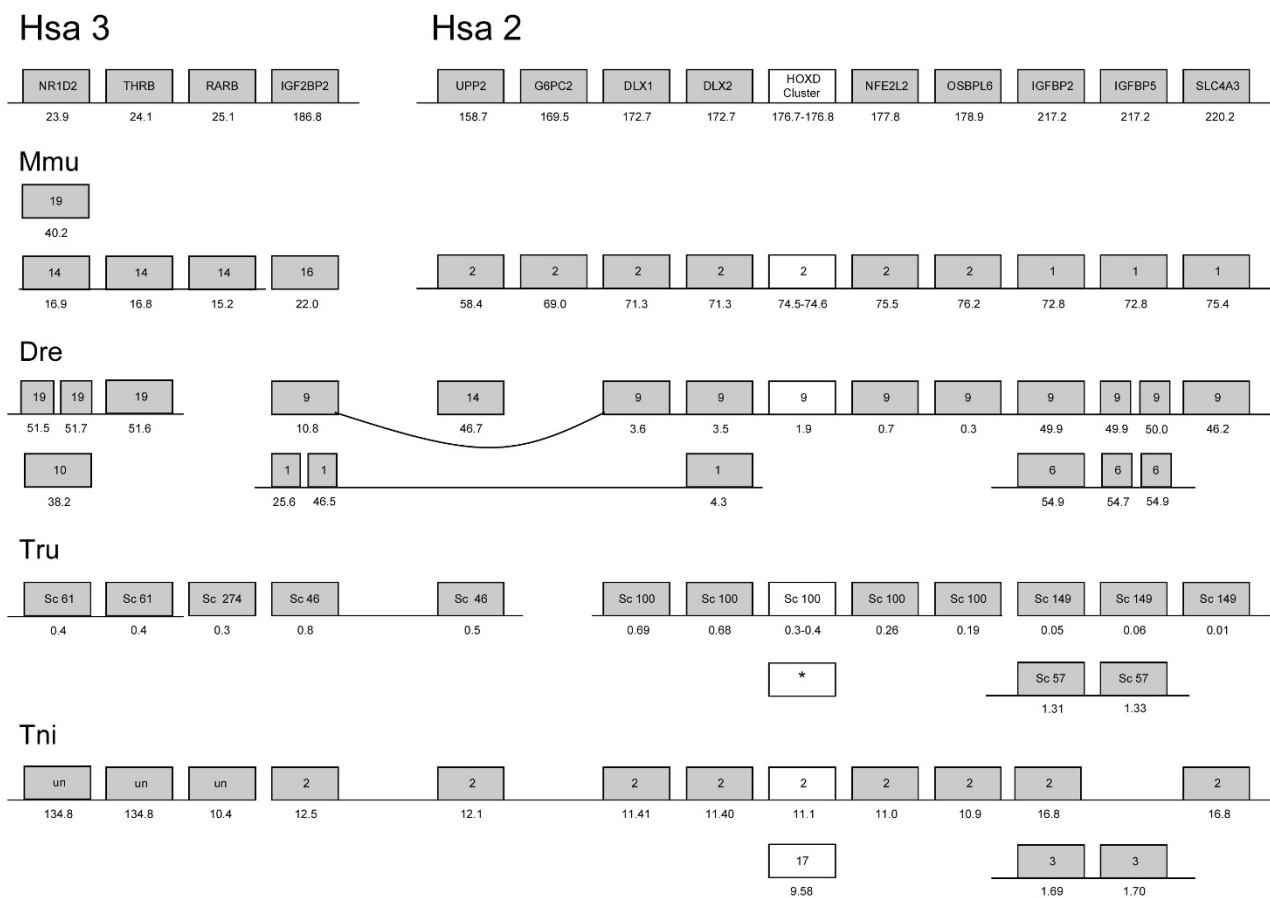 Hsa 3 Hsa 2
NR1D2 THRB RARB IGF2BP2 UPP2 G6PC2 DLX1 DLX2 HOXD Cluster NFE2L2 OSBPL6 IGFBP2 IGFBP5 SLC4A3
23.9 24.1 25.1 186.8 158.7 169.5 172.7 172.7 176.7-176.8 177.8 178.9 217.2 217.2 220.2
Mmu
19
40.2
14 14 14 16 2 2 2 2 2 2 2 1 1 1
16.9 16.8 15.2 22.0 58.4 69.0 71.3 71.3 74.5-74.6 75.5 76.2 72.8 72.8 75.4
Dre
19 19 19 9 14 9 9 9 9 9 9 9 9 9
51.5 51.7 51.6 10.8 46.7 3.6 3.5 1.9 0.7 0.3 49.9 49.9 50.0 46.2
10 1 1 1 6 6 6
38.2 25.6 46.5 4.3 54.9 54.7 54.9
Tru
Sc 61 Sc 61 Sc 274 Sc 46 Sc 46 Sc 100 Sc 100 Sc 100 Sc 100 Sc 100 Sc 149 Sc 149 Sc 149
0.4 0.4 0.3 0.8 0.5 0.69 0.68 0.3-0.4 0.26 0.19 0.05 0.06 0.01
* Sc 57 Sc 57
1.31 1.33
Tni
un un un 2 2 2 2 2 2 2 2 2
134.8 134.8 10.4 12.5 12.1 11.41 11.40 11.1 11.0 10.9 16.8 16.8
17 3 3
9.58 1.69 1.70